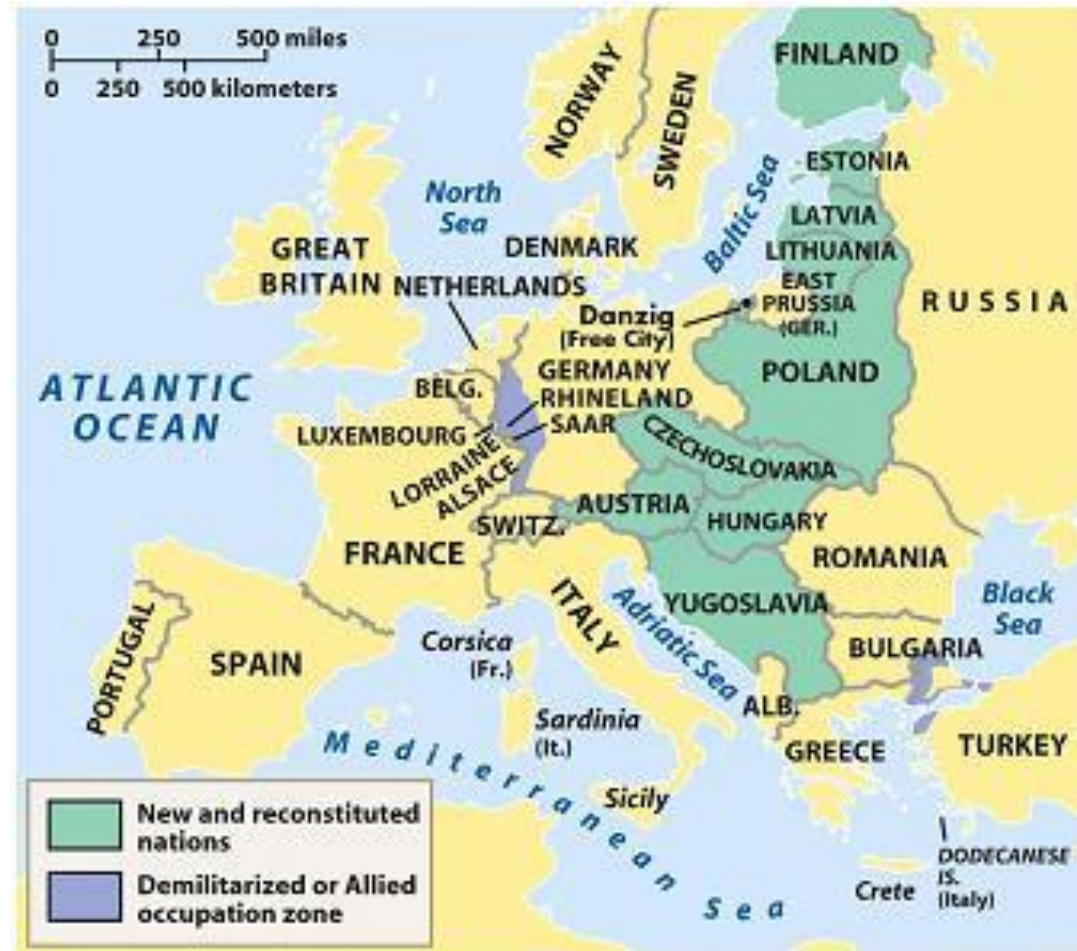 0 250 500 miles
0 250 500 kilometers
FINLAND
NORWAY
SWEDEN
ESTONIA
North
Sea
Baltic Sea
LATVIA
GREAT
BRITAIN
DENMARK
LITHUANIA
NETHERLANDS
EAST
PRUSSIA
(GER.)
RUSSIA
Danzig
(Free City)
ATLANTIC
OCEAN
BELG.
GERMANY
RHINELAND
SAAR
POLAND
LUXEMBOURG
LORRAINE
ALSACE
CZECHOSLOVAKIA
AUSTRIA
HUNGARY
SWITZ.
FRANCE
ROMANIA
ITALY
Adriatic Sea
YUGOSLAVIA
Black
Sea
PORTUGAL
SPAIN
Corsica
(Fr.)
BULGARIA
Sardinia
(It.)
ALB.
GREECE
TURKEY
Mediterranean Sea
Sicily
Crete
DODECANESE
IS.
(Italy)
New and reconstituted
nations
Demilitarized or Allied
occupation zone